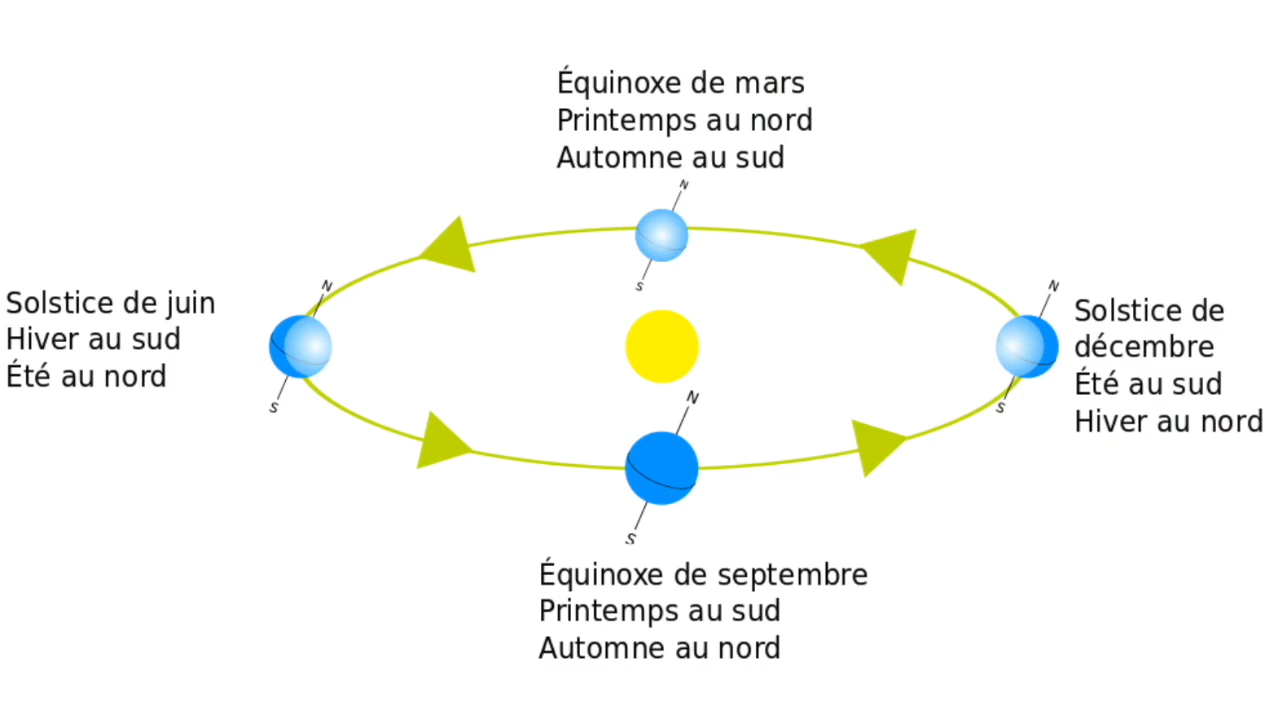 Équinoxe de mars
Printemps au nord
Automne au sud
N
S
Solstice de juin
Hiver au sud
Été au nord
N
S
N
S
Solstice de
décembre
Été au sud
Hiver au nord
N
S
Équinoxe de septembre
Printemps au sud
Automne au nord